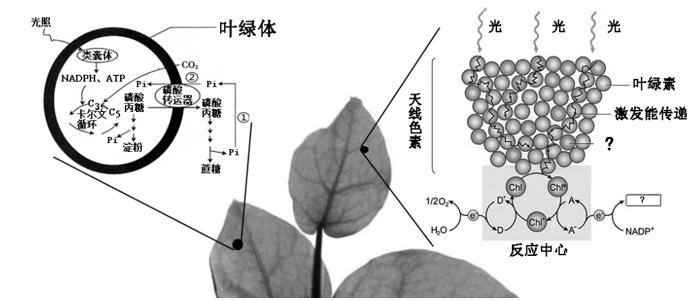 光照
叶绿体
类囊体
CO₂
NADPH、ATP
Pi
②
Pi
磷酸
转运器
C₃
卡尔文
循环
C₅
磷酸
丙糖
磷酸
丙糖
①
Pi
Pi
淀粉
蔗糖
光
光
光
天线色素
叶绿素
激发能传递
?
Chl
Chl*
Chl⁺
1/2O₂
H₂O
e⁻
D⁺
D
A
A⁻
e⁻
?
NADP⁺
反应中心